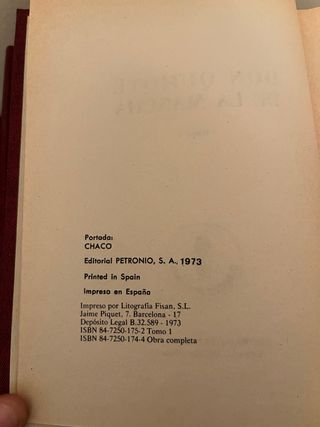 Portada:
CHACO
Editorial PETRONIO, S. A., 1973
Printed in Spain
Impreso en España
Impreso por Litografía Fisan, S.L.
Jaime Piquet, 7. Barcelona - 17
Depósito Legal B.32.589 - 1973
ISBN 84-7250-175-2 Tomo 1
ISBN 84-7250-174-4 Obra completa